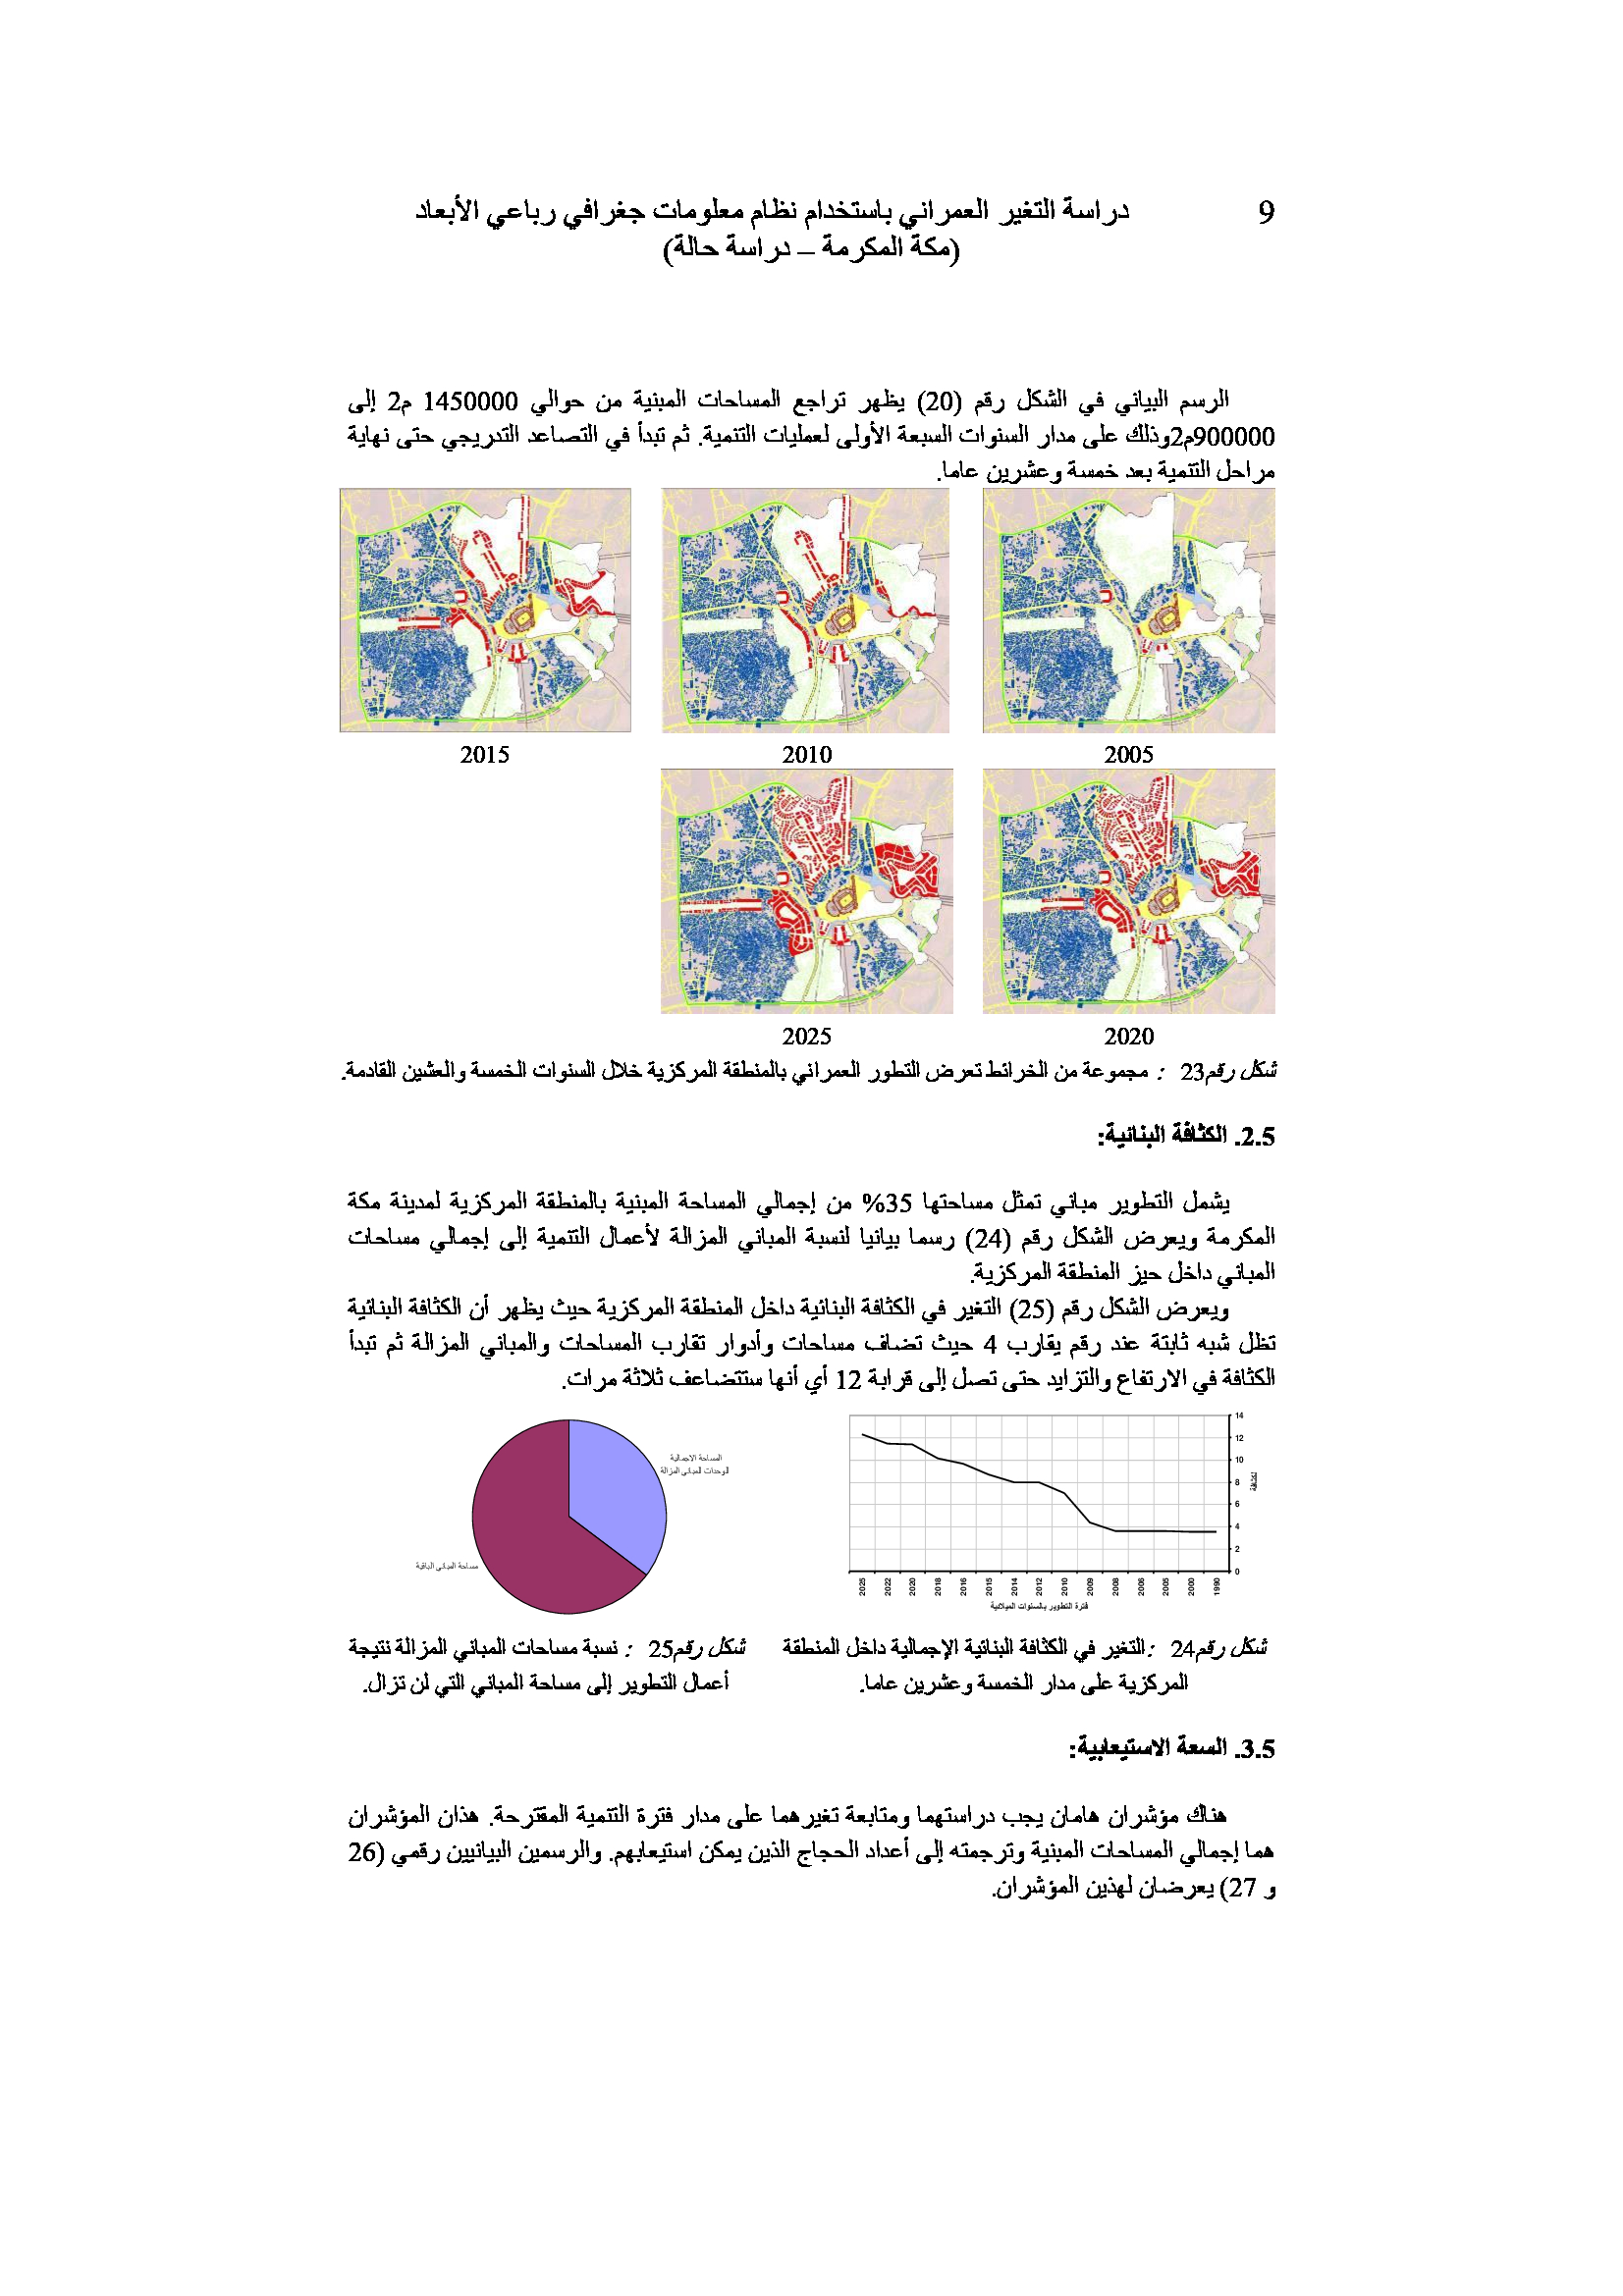 9
دراسة التغير العمراني باستخدام نظام معلومات جغرافي رباعي الأبعاد
(مكة المكرمة – دراسة حالة)
الرسم البياني في الشكل رقم (20) يظهر تراجع المساحات المبنية من حوالي 1450000 م2 إلى
900000م2وذلك على مدار السنوات السبعة الأولى لعمليات التنمية. ثم تبدأ في التصاعد التدريجي حتى نهاية
مراحل التنمية بعد خمسة وعشرين عاما.
2005 2010 2015
2020 2025
شكل رقم23 : مجموعة من الخرائط تعرض التطور العمراني بالمنطقة المركزية خلال السنوات الخمسة والعشين القادمة.
2.5. الكثافة البنائية:
يشمل التطوير مباني تمثل مساحتها 35% من إجمالي المساحة المبنية بالمنطقة المركزية لمدينة مكة
المكرمة ويعرض الشكل رقم (24) رسما بيانيا لنسبة المباني المزالة لأعمال التنمية إلى إجمالي مساحات
المباني داخل حيز المنطقة المركزية.
ويعرض الشكل رقم (25) التغير في الكثافة البنائية داخل المنطقة المركزية حيث يظهر أن الكثافة البنائية
تظل شبه ثابتة عند رقم يقارب 4 حيث تضاف مساحات وأدوار تقارب المساحات والمباني المزالة ثم تبدأ
الكثافة في الارتفاع والتزايد حتى تصل إلى قرابة 12 أي أنها ستتضاعف ثلاثة مرات.
14
12
10
8
6
4
2
0
الكثافة
1990 2000 2005 2006 2008 2009 2010 2012 2014 2015 2016 2018 2020 2022 2025
فترة التطوير بالسنوات الميلادية
المساحة الاجمالية
لوحدات المباني المزالة
مساحة المباني الباقية
شكل رقم24 :التغير في الكثافة البنائية الإجمالية داخل المنطقة
المركزية على مدار الخمسة وعشرين عاما.
شكل رقم25 : نسبة مساحات المباني المزالة نتيجة
أعمال التطوير إلى مساحة المباني التي لن تزال.
3.5. السعة الاستيعابية:
هناك مؤشران هامان يجب دراستهما ومتابعة تغيرهما على مدار فترة التنمية المقترحة. هذان المؤشران
هما إجمالي المساحات المبنية وترجمته إلى أعداد الحجاج الذين يمكن استيعابهم. والرسمين البيانيين رقمي (26
و 27) يعرضان لهذين المؤشران.